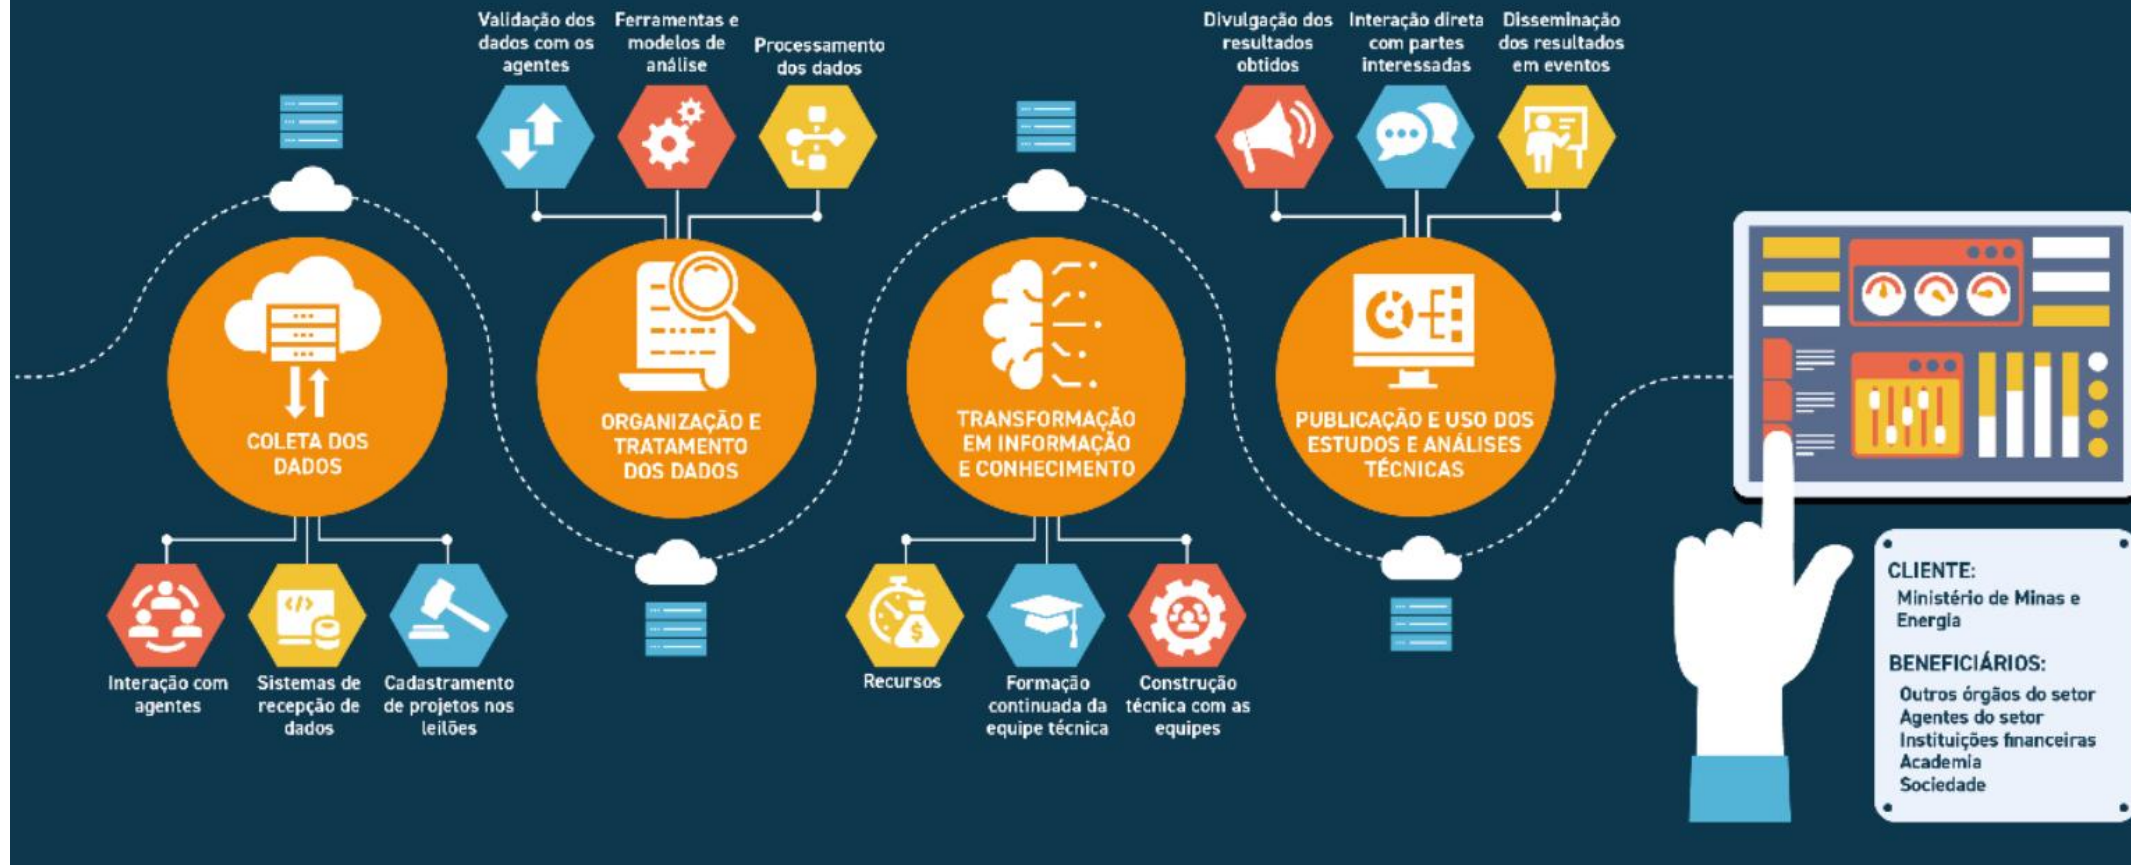 Validação dos
dados com os
agentes
Ferramentas e
modelos de
análise
Processamento
dos dados
Divulgação dos
resultados
obtidos
Interação direta
com partes
interessadas
Disseminação
dos resultados
em eventos
COLETA DOS
DADOS
ORGANIZAÇÃO E
TRATAMENTO
DOS DADOS
TRANSFORMAÇÃO
EM INFORMAÇÃO
E CONHECIMENTO
PUBLICAÇÃO E USO DOS
ESTUDOS E ANÁLISES
TÉCNICAS
Interação com
agentes
Sistemas de
recepção de
dados
Cadastramento
de projetos nos
leilões
Recursos
Formação
continuada da
equipe técnica
Construção
técnica com as
equipes
CLIENTE:
Ministério de Minas e
Energia
BENEFICIÁRIOS:
Outros órgãos do setor
Agentes do setor
Instituições financeiras
Academia
Sociedade